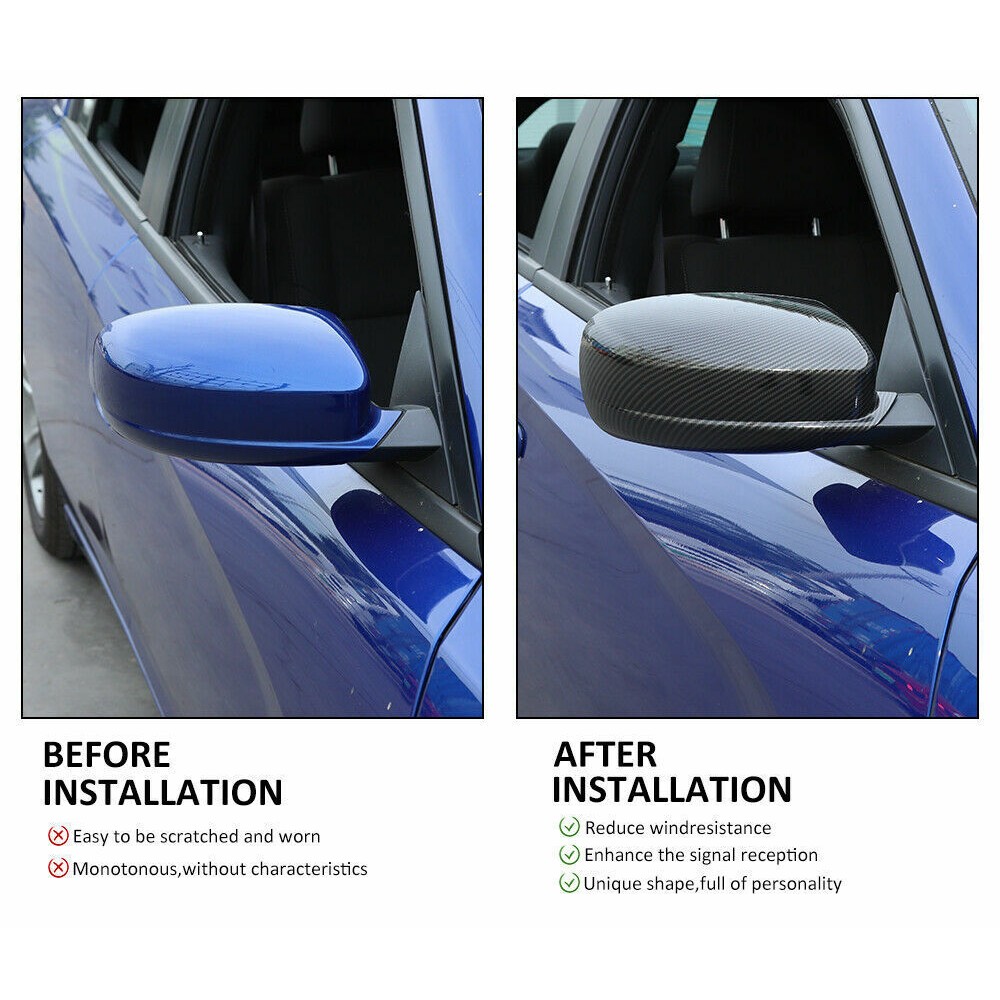 BEFORE
INSTALLATION
Easy to be scratched and worn
Monotonous,without characteristics
AFTER
INSTALLATION
Reduce windresistance
Enhance the signal reception
Unique shape,full of personality